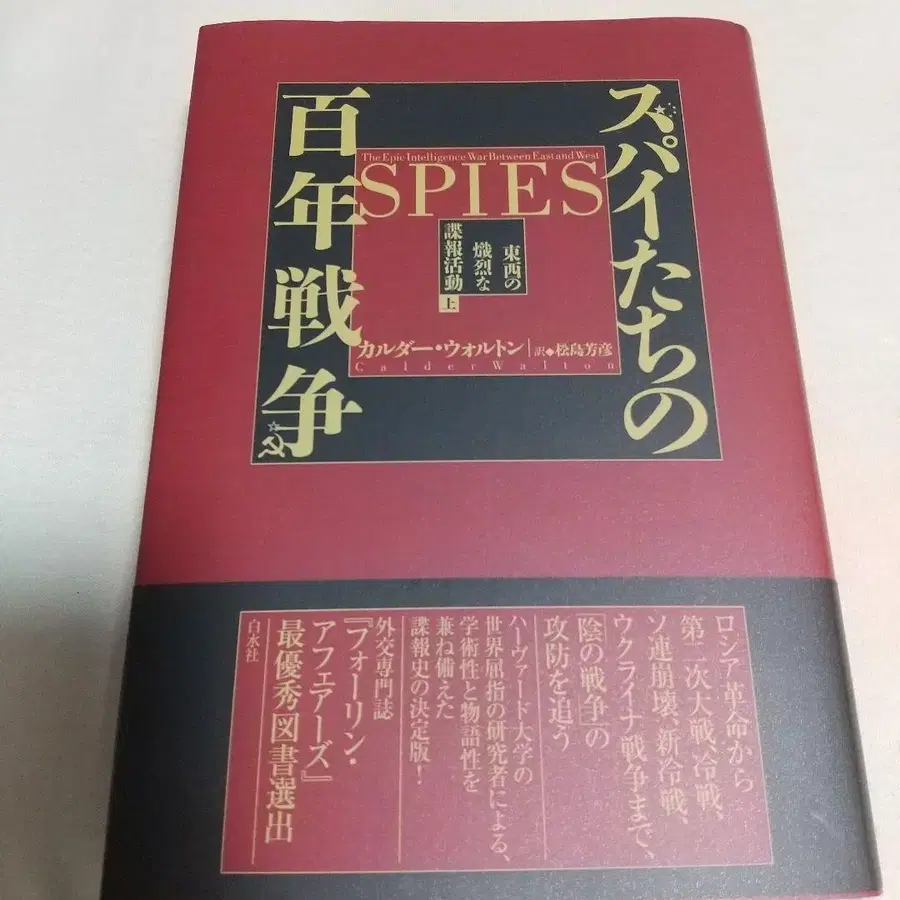 スパイたちの
百年戦争
The Epic Intelligence War Between East and West
SPIES
東西の
熾烈な
諜報活動 上
カルダー・ウォルトン|訳◆松島芳彦
Calder Walton
ロシア革命から
第二次大戦、冷戦、
ソ連崩壊、新冷戦、
ウクライナ戦争まで、
「陰の戦争」の
攻防を追う
ハーヴァード大学の
世界屈指の研究者による、
学術性と物語性を
兼ね備えた
諜報史の決定版!
外交専門誌
『フォーリン・
アフェアーズ』
最優秀図書選出
白水社